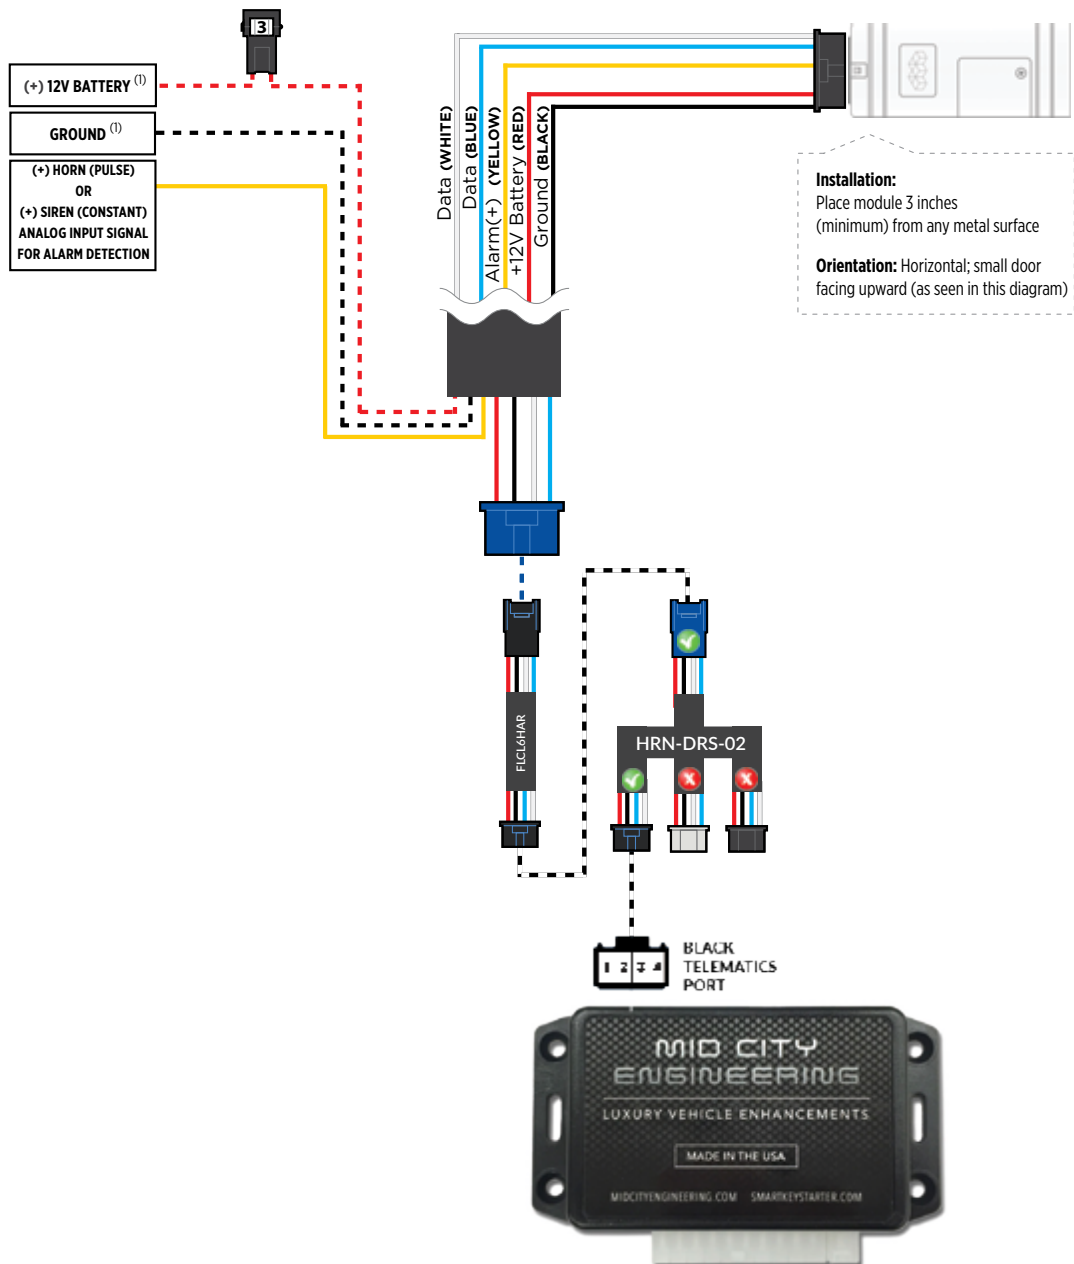 3
(+) 12V BATTERY (1)
GROUND (1)
(+) HORN (PULSE)
OR
(+) SIREN (CONSTANT)
ANALOG INPUT SIGNAL
FOR ALARM DETECTION
Data (WHITE)
Data (BLUE)
Alarm(+) (YELLOW)
+12V Battery (RED)
Ground (BLACK)
Installation:
Place module 3 inches
(minimum) from any metal surface
Orientation: Horizontal; small door
facing upward (as seen in this diagram)
FLCL6HAR
HRN-DRS-02
1 2 3 4
BLACK
TELEMATICS
PORT
MID CITY
ENGINEERING
LUXURY VEHICLE ENHANCEMENTS
MADE IN THE USA
MIDCITYENGINEERING.COM SMARTKEYSTARTER.COM